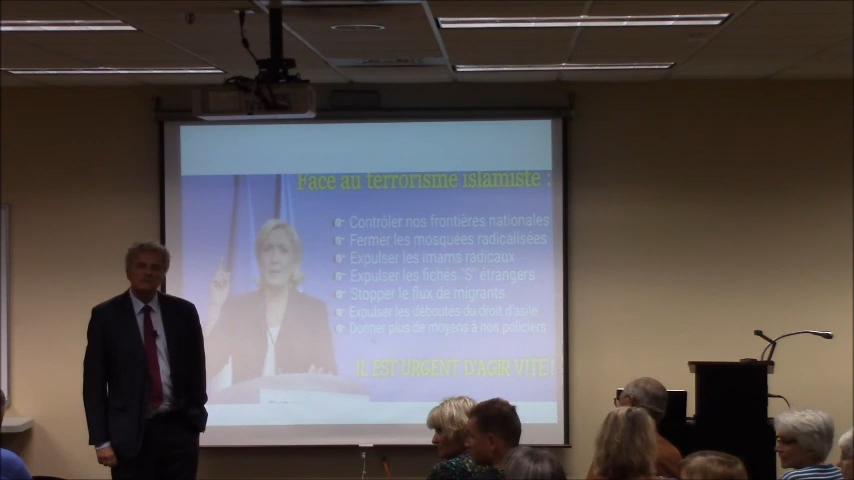 Face au terrorisme islamiste :
Contrôler nos frontières nationales
Fermer les mosquées radicalisées
Expulser les imams radicaux
Expulser les fichés "S" étrangers
Stopper le flux de migrants
Expulser les déboutés du droit d'asile
Donner plus de moyens à nos policiers
IL EST URGENT D'AGIR VITE !